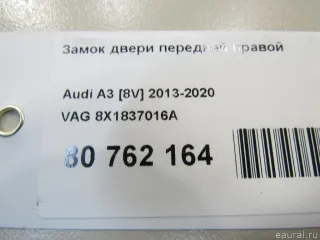 Замок двери передней правой
Audi A3 [8V] 2013-2020
VAG 8X1837016A
80 762 164
eaural.ru